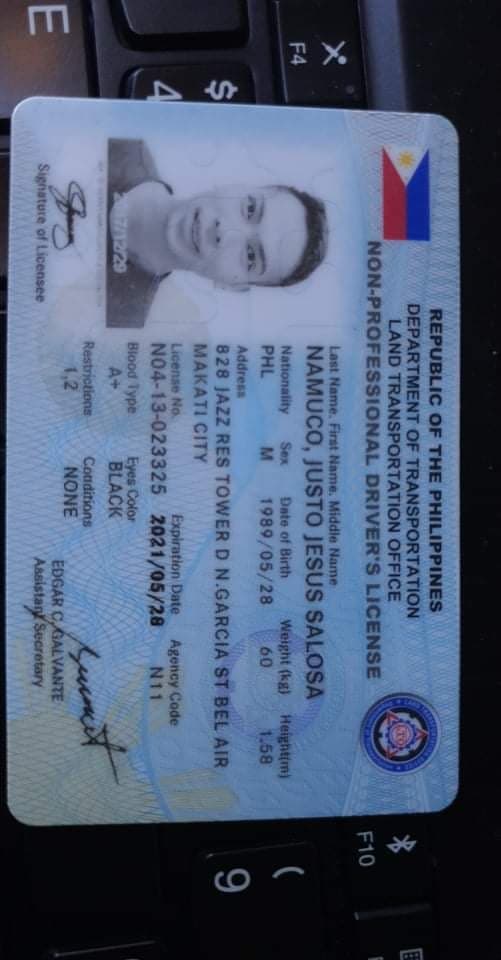 REPUBLIC OF THE PHILIPPINES
DEPARTMENT OF TRANSPORTATION
LAND TRANSPORTATION OFFICE
NON-PROFESSIONAL DRIVER'S LICENSE
LTO
Last Name. First Name. Middle Name
NAMUCO, JUSTO JESUS SALOSA
Nationality Sex Date of Birth Weight (kg) Height(m)
PHL M 1989/05/28 60 1.58
Address
828 JAZZ RES TOWER D N.GARCIA ST BEL AIR
MAKATI CITY
License No. Expiration Date Agency Code
N04-13-023325 2021/05/28 N11
Blood Type Eyes Color
A+ BLACK
Restrictions Conditions
1,2 NONE
2017/12/29
Signature of Licensee
EDGAR C. GALVANTE
Assistant Secretary
F4
$
4
E
F10
(
9